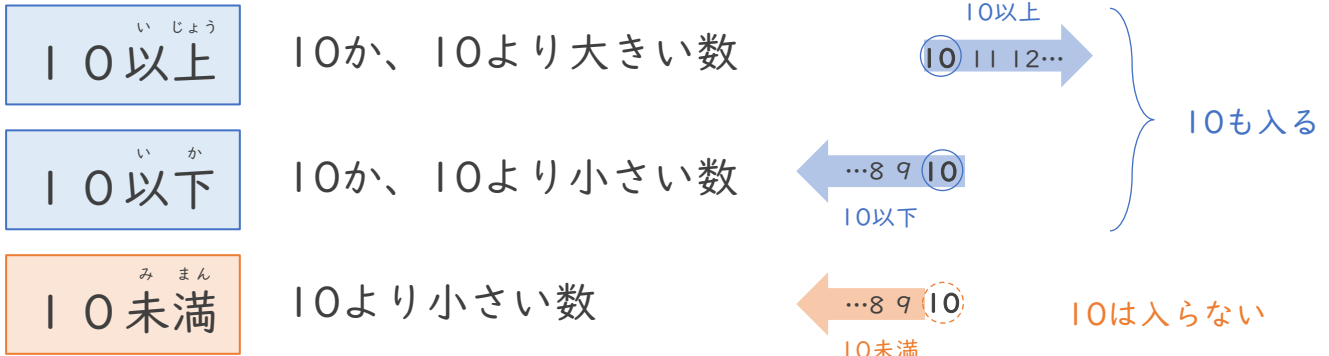 いじょう
10以上
10か、10より大きい数
10以上
10 11 12…
いか
10以下
10か、10より小さい数
…8 9 10
10以下
10も入る
みまん
10未満
10より小さい数
…8 9 10
10未満
10は入らない